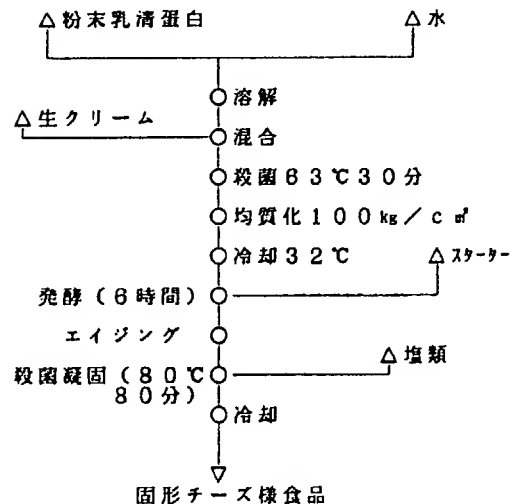 △粉末乳清蛋白 △水
○溶解
△生クリーム
○混合
○殺菌63℃30分
○均質化100㎏/c㎡
○冷却32℃ △スターター
発酵(6時間)○
エイジング○
△塩類
殺菌凝固(80℃○
80分)
○冷却
▽
固形チーズ様食品